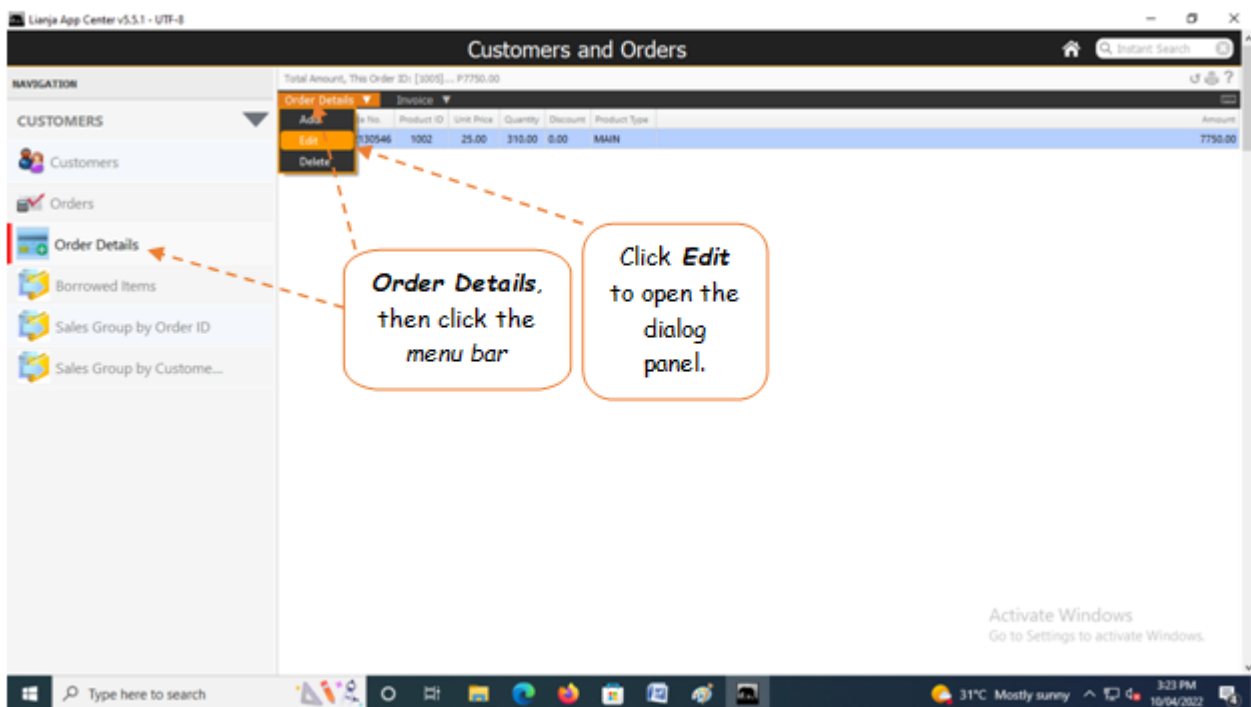 Lianja App Center v5.5.1 - UTF-8
Customers and Orders
Instant Search
NAVIGATION
Total Amount, This Order ID: [1005]... P7750.00
Order Details ▼ Invoice ▼
CUSTOMERS
Add
No. Product ID Unit Price Quantity Discount Product Type Amount
Edit
130546 1002 25.00 310.00 0.00 MAIN 7750.00
Delete
Customers
Orders
Order Details
Borrowed Items
Sales Group by Order ID
Sales Group by Custome...
Order Details,
then click the
menu bar
Click Edit
to open the
dialog
panel.
Activate Windows
Go to Settings to activate Windows.
Type here to search
31°C Mostly sunny
3:23 PM
10/04/2022